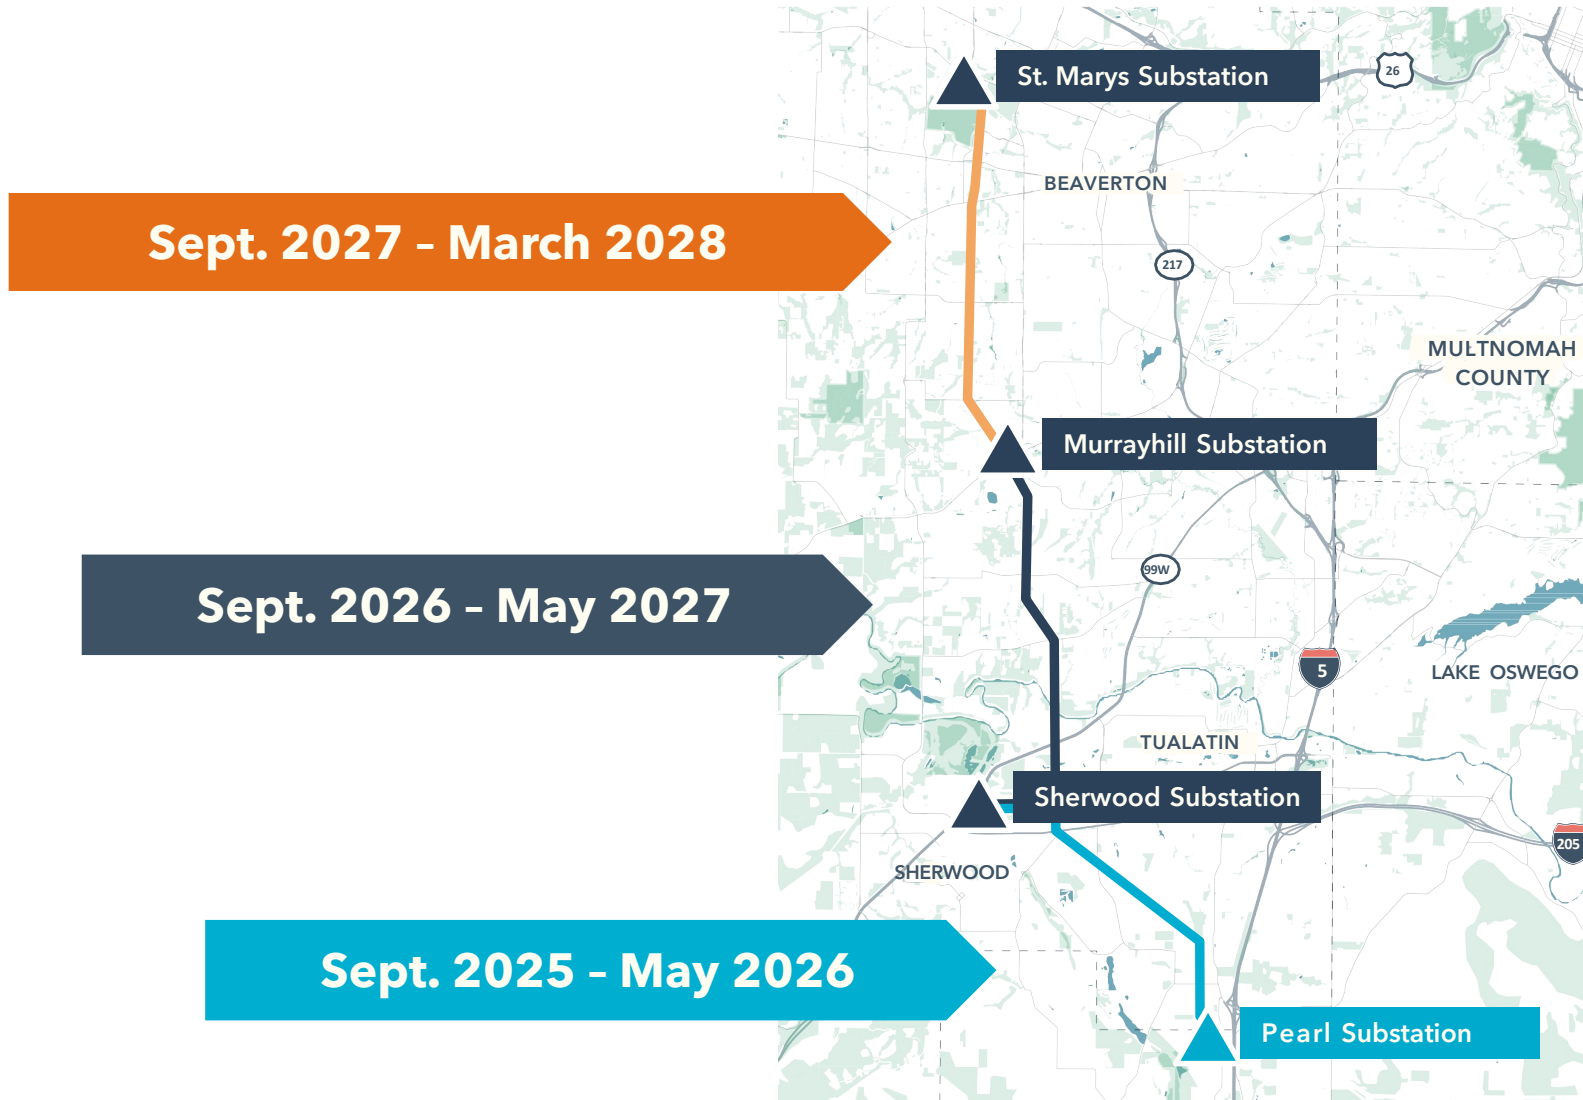 St. Marys Substation
26
BEAVERTON
Sept. 2027 – March 2028
217
MULTNOMAH
COUNTY
Murrayhill Substation
99W
Sept. 2026 – May 2027
5
LAKE OSWEGO
TUALATIN
Sherwood Substation
205
SHERWOOD
Sept. 2025 – May 2026
Pearl Substation